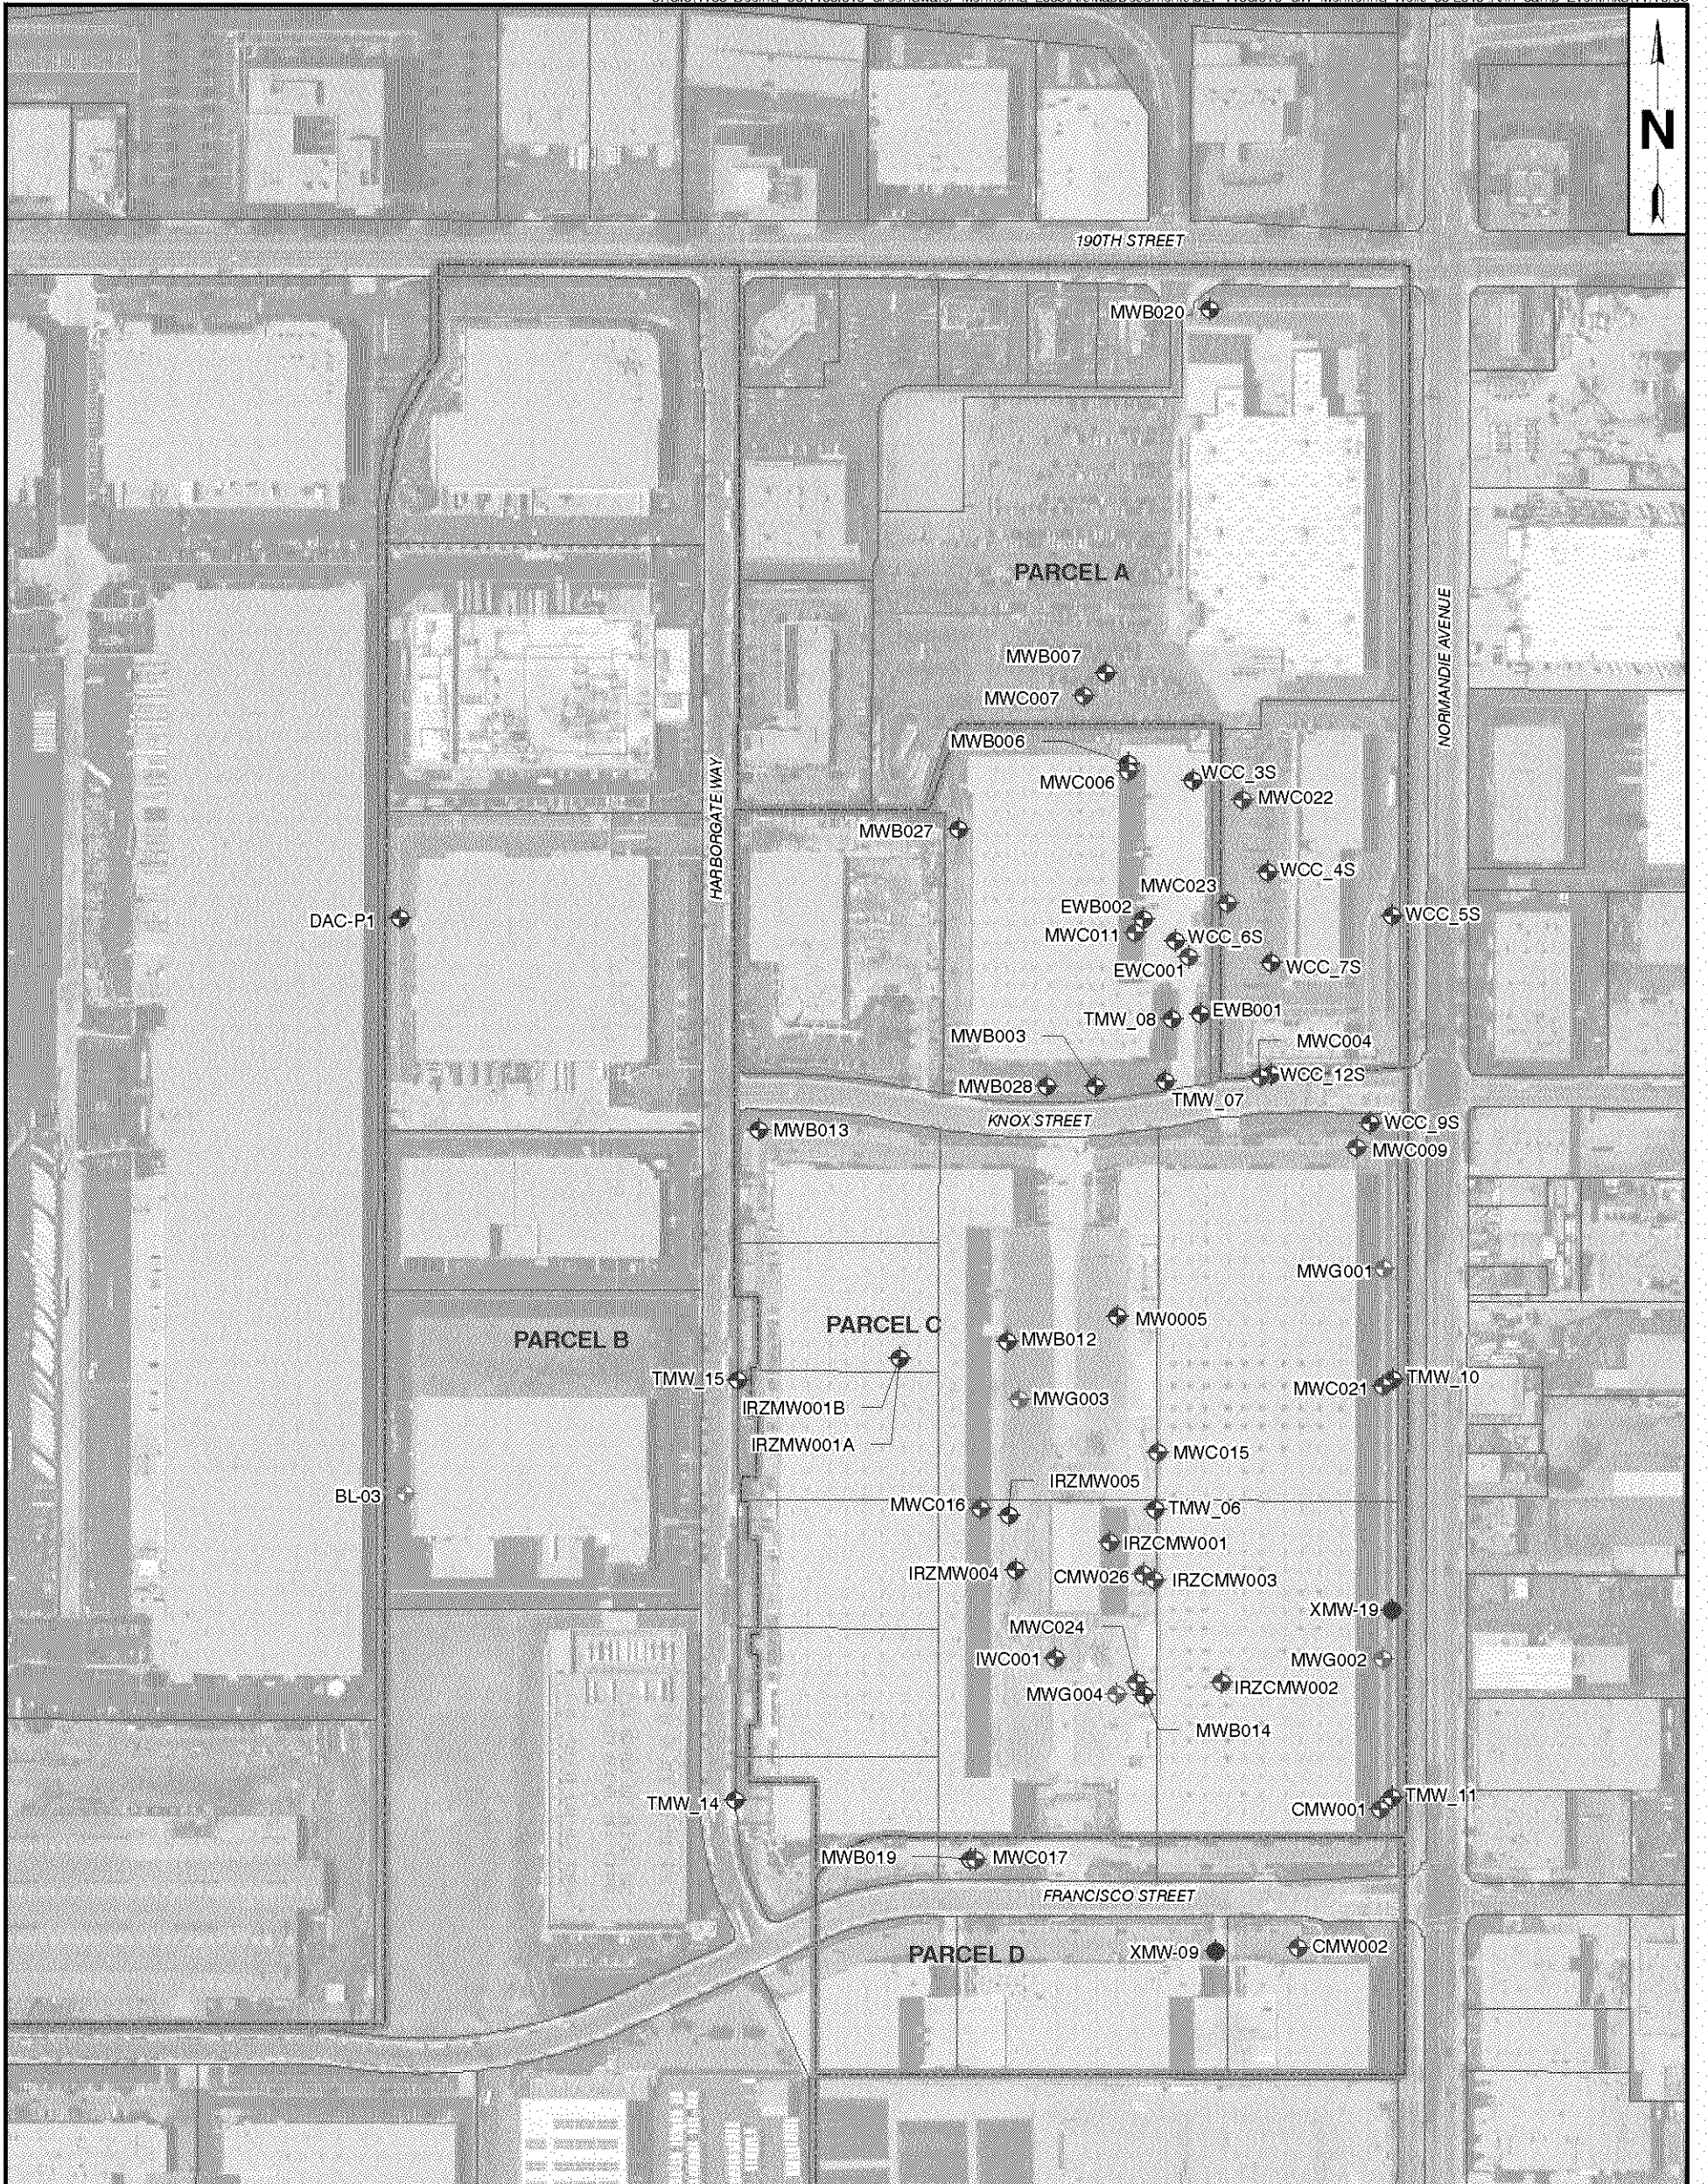 N
190TH STREET
MWB020
PARCEL A
NORMANDIE AVENUE
MWB007
MWC007
MWB006
MWC006
WCC_3S
MWC022
HARBORGATE WAY
MWB027
WCC_4S
MWC023
EWB002
WCC_5S
DAC-P1
MWC011
WCC_6S
EWC001
WCC_7S
EWB001
TMW_08
MWB003
MWC004
WCC_12S
MWB028
TMW_07
KNOX STREET
WCC_9S
MWB013
MWC009
MWG001
MW0005
PARCEL C
PARCEL B
MWB012
TMW_15
TMW_10
MWC021
MWG003
IRZMW001B
IRZMW001A
MWC015
IRZMW005
BL-03
MWC016
TMW_06
IRZCMW001
IRZMW004
CMW026
IRZCMW003
XMW-19
MWC024
IWC001
MWG002
IRZCMW002
MWG004
MWB014
TMW_14
TMW_11
CMW001
MWB019
MWC017
FRANCISCO STREET
PARCEL D
XMW-09
CMW002